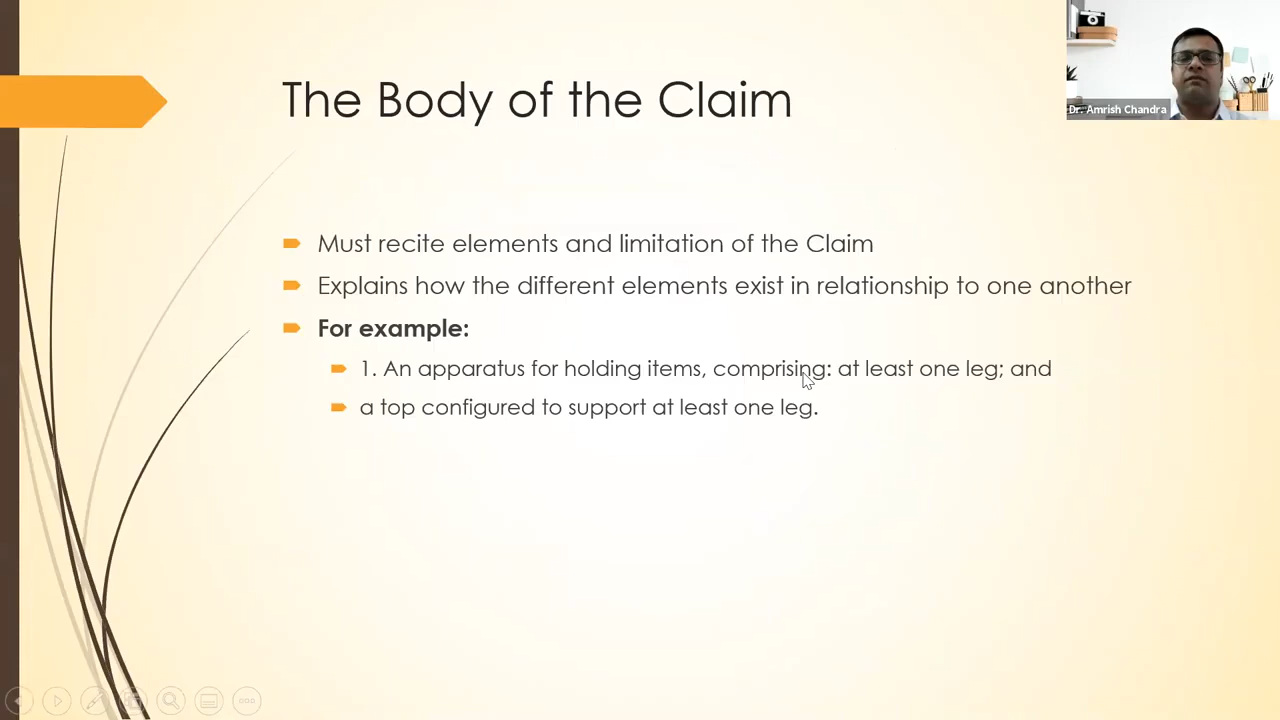 The Body of the Claim
Dr. Amrish Chandra
Must recite elements and limitation of the Claim
Explains how the different elements exist in relationship to one another
For example:
1. An apparatus for holding items, comprising: at least one leg; and
a top configured to support at least one leg.